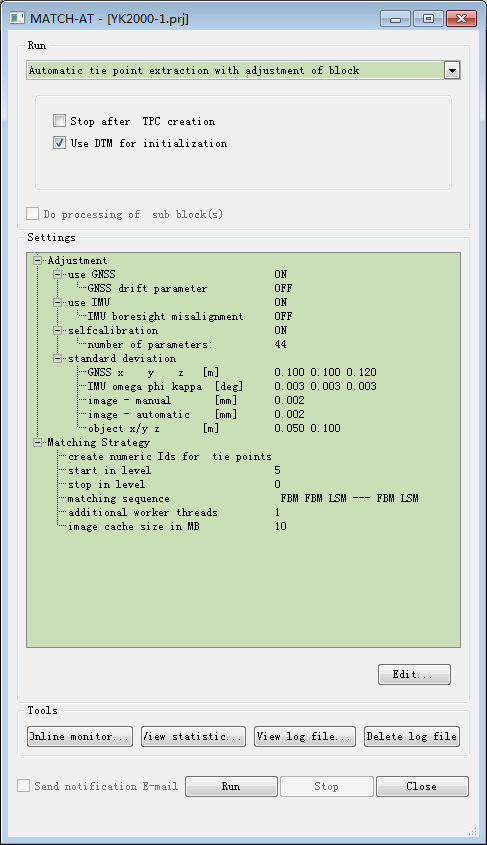 MATCH-AT - [YK2000-1.prj]
Run
Automatic tie point extraction with adjustment of block
Stop after TPC creation
Use DTM for initialization
Do processing of sub block(s)
Settings
Adjustment
use GNSS ON
GNSS drift parameter OFF
use IMU ON
IMU boresight misalignment OFF
selfcalibration ON
number of parameters: 44
standard deviation
GNSS x y z [m] 0.100 0.100 0.120
IMU omega phi kappa [deg] 0.003 0.003 0.003
image - manual [mm] 0.002
image - automatic [mm] 0.002
object x/y z [m] 0.050 0.100
Matching Strategy
create numeric Ids for tie points
start in level 5
stop in level 0
matching sequence FBM FBM LSM --- FBM LSM
additional worker threads 1
image cache size in MB 10
Edit...
Tools
Online monitor... View statistic... View log file... Delete log file
Send notification E-mail Run Stop Close